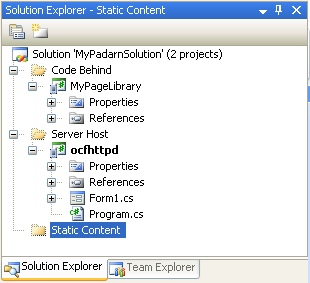 Solution Explorer - Static Content
Solution 'MyPadarnSolution' (2 projects)
Code Behind
MyPageLibrary
Properties
References
Server Host
ocfhttpd
Properties
References
Form1.cs
Program.cs
Static Content
Solution Explorer
Team Explorer